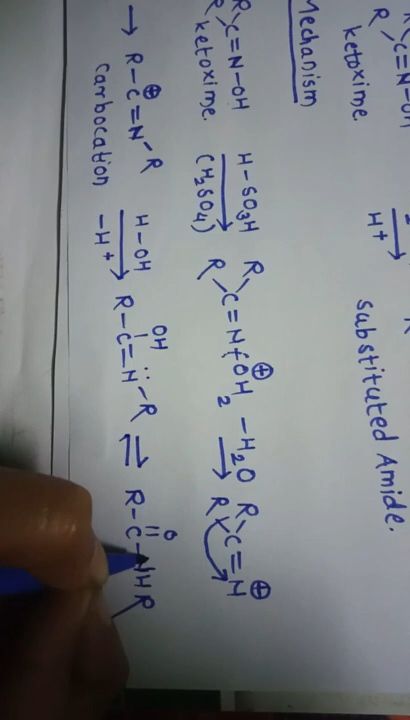 R C=N-OH
R H+ R
ketoxime. substituted Amide.
Mechanism
R C=N-OH H-SO3H R C=N-OH2 ⊕ -H2O R C=N ⊕
R (H2SO4) R R
ketoxime.
→ R-C⊕=N-R H-OH R-C(OH)=N̈-R ⇌ R-C(=O)-NHR
carbocation -H+